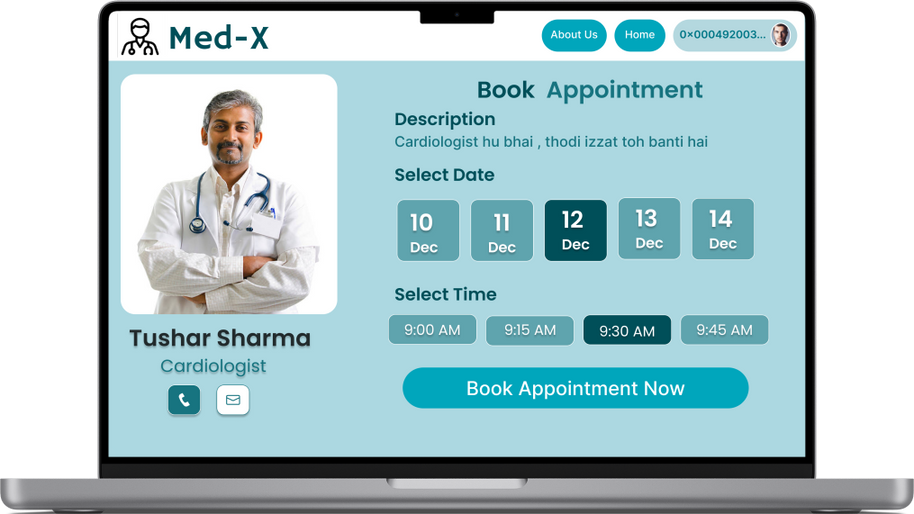 Med-X
About Us
Home
0x000492003...
Book Appointment
Description
Cardiologist hu bhai , thodi izzat toh banti hai
Select Date
10
Dec
11
Dec
12
Dec
13
Dec
14
Dec
Select Time
9:00 AM
9:15 AM
9:30 AM
9:45 AM
Book Appointment Now
Tushar Sharma
Cardiologist